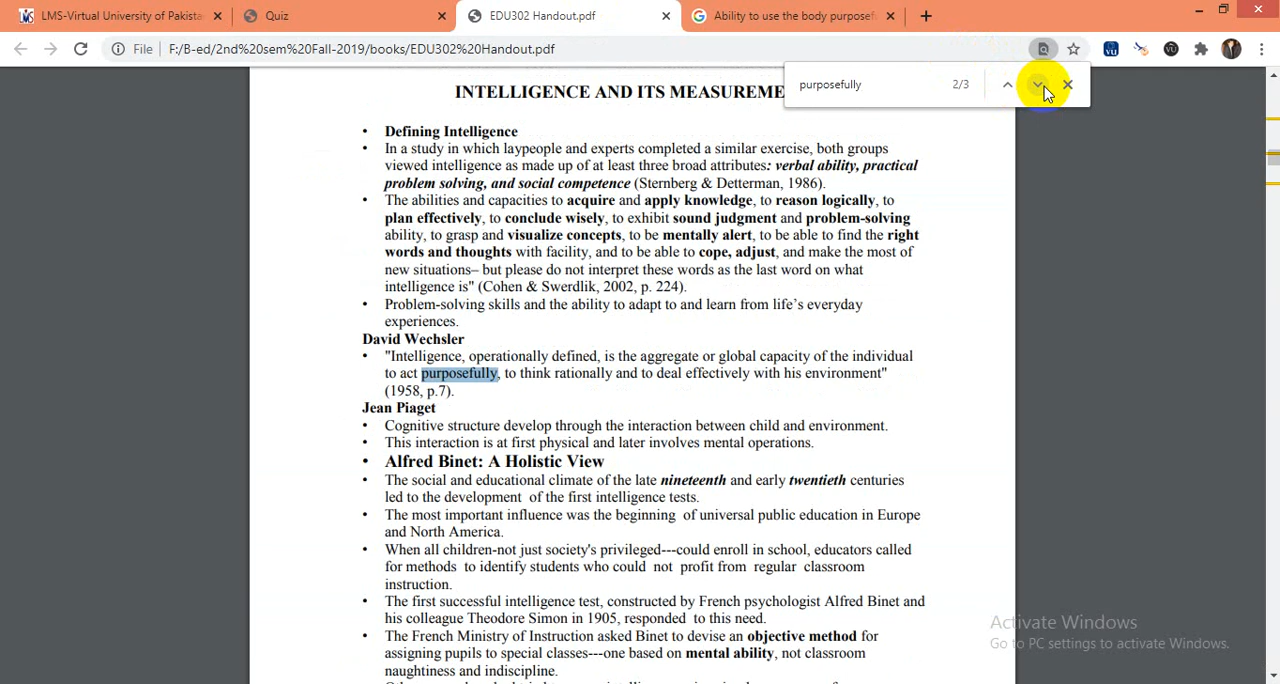 LMS-Virtual University of Pakista
Quiz
EDU302 Handout.pdf
Ability to use the body purposef
File F:/B-ed/2nd%20sem%20Fall-2019/books/EDU302%20Handout.pdf
purposefully 2/3
INTELLIGENCE AND ITS MEASUREME
• Defining Intelligence
• In a study in which laypeople and experts completed a similar exercise, both groups
viewed intelligence as made up of at least three broad attributes: verbal ability, practical
problem solving, and social competence (Sternberg & Detterman, 1986).
• The abilities and capacities to acquire and apply knowledge, to reason logically, to
plan effectively, to conclude wisely, to exhibit sound judgment and problem-solving
ability, to grasp and visualize concepts, to be mentally alert, to be able to find the right
words and thoughts with facility, and to be able to cope, adjust, and make the most of
new situations– but please do not interpret these words as the last word on what
intelligence is" (Cohen & Swerdlik, 2002, p. 224).
• Problem-solving skills and the ability to adapt to and learn from life's everyday
experiences.
David Wechsler
• "Intelligence, operationally defined, is the aggregate or global capacity of the individual
to act purposefully, to think rationally and to deal effectively with his environment"
(1958, p.7).
Jean Piaget
• Cognitive structure develop through the interaction between child and environment.
• This interaction is at first physical and later involves mental operations.
• Alfred Binet: A Holistic View
• The social and educational climate of the late nineteenth and early twentieth centuries
led to the development of the first intelligence tests.
• The most important influence was the beginning of universal public education in Europe
and North America.
• When all children-not just society's privileged---could enroll in school, educators called
for methods to identify students who could not profit from regular classroom
instruction.
• The first successful intelligence test, constructed by French psychologist Alfred Binet and
his colleague Theodore Simon in 1905, responded to this need.
• The French Ministry of Instruction asked Binet to devise an objective method for
assigning pupils to special classes---one based on mental ability, not classroom
naughtiness and indiscipline.
Activate Windows
Go to PC settings to activate Windows.